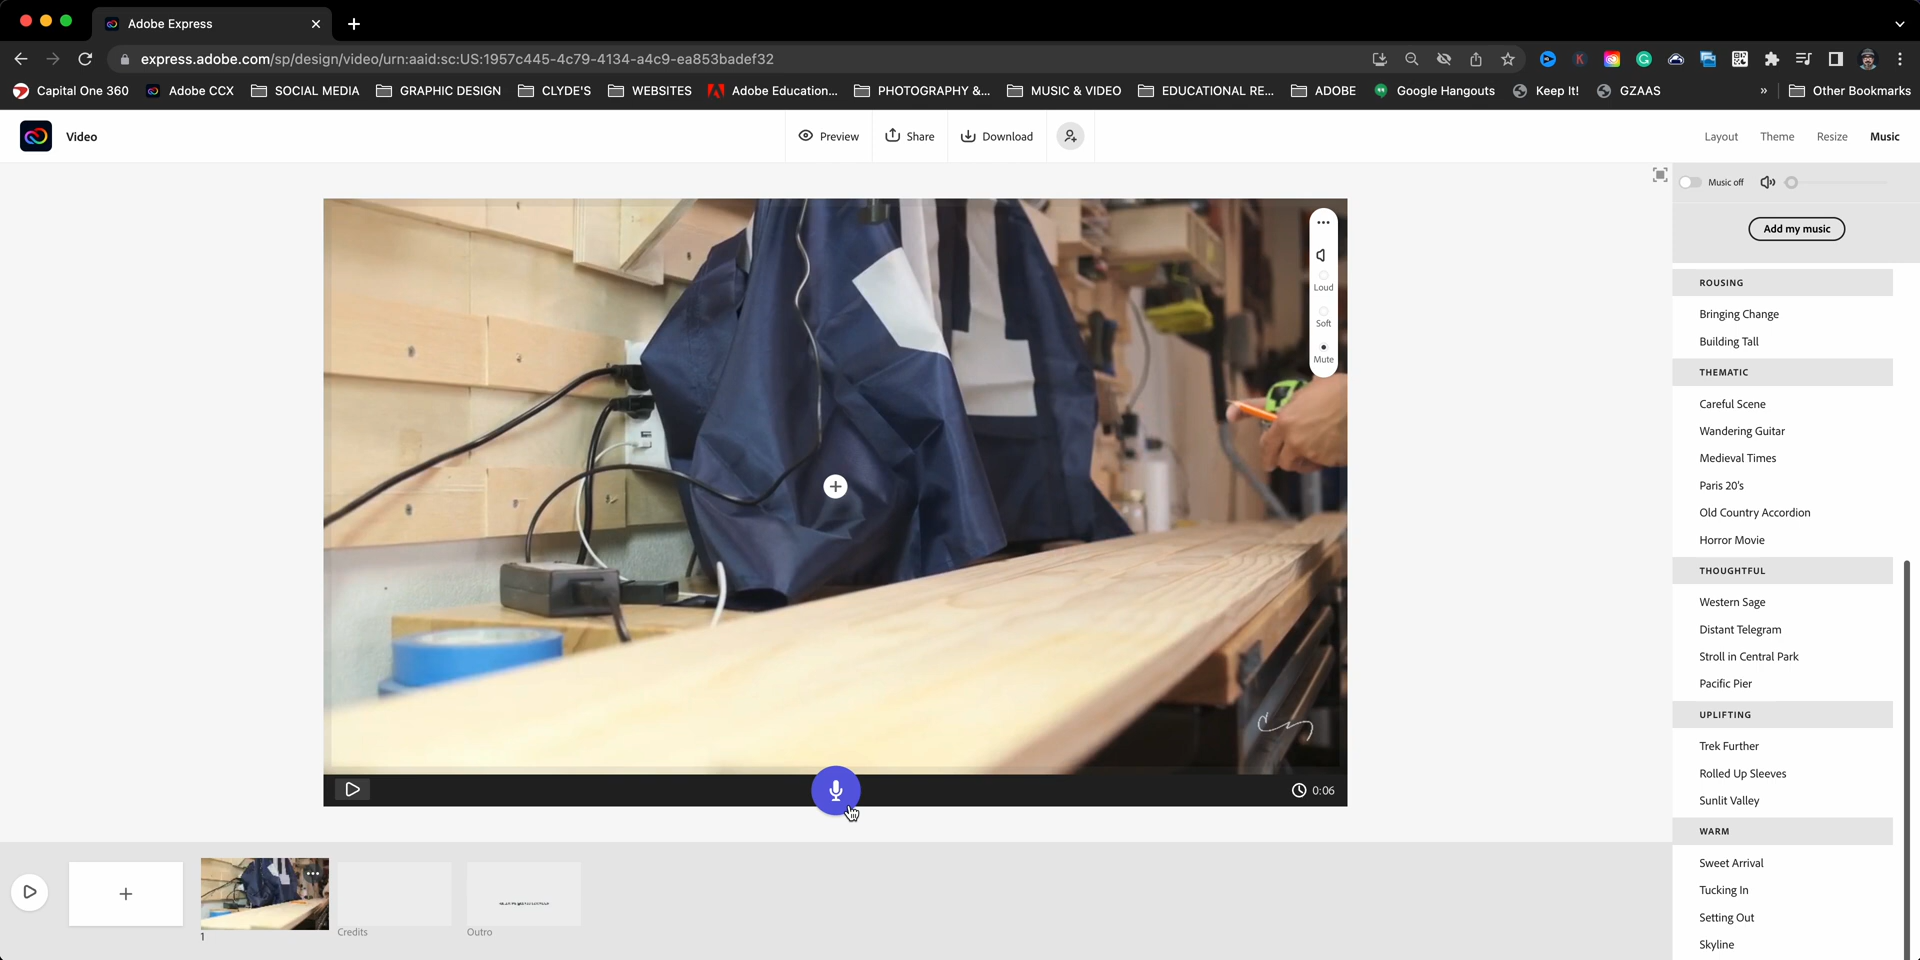 Adobe Express
express.adobe.com/sp/design/video/urn:aaid:sc:US:1957c445-4c79-4134-a4c9-ea853badef32
Capital One 360 Adobe CCX SOCIAL MEDIA GRAPHIC DESIGN CLYDE'S WEBSITES Adobe Education... PHOTOGRAPHY &... MUSIC & VIDEO EDUCATIONAL RE... ADOBE Google Hangouts Keep It! GZAAS » Other Bookmarks
Video Preview Share Download Layout Theme Resize Music
Music off
Add my music
Loud
Soft
Mute
ROUSING
Bringing Change
Building Tall
THEMATIC
Careful Scene
Wandering Guitar
Medieval Times
Paris 20's
Old Country Accordion
Horror Movie
THOUGHTFUL
Western Sage
Distant Telegram
Stroll in Central Park
Pacific Pier
UPLIFTING
Trek Further
Rolled Up Sleeves
Sunlit Valley
WARM
Sweet Arrival
Tucking In
Setting Out
Skyline
0:06
1
Credits
Outro